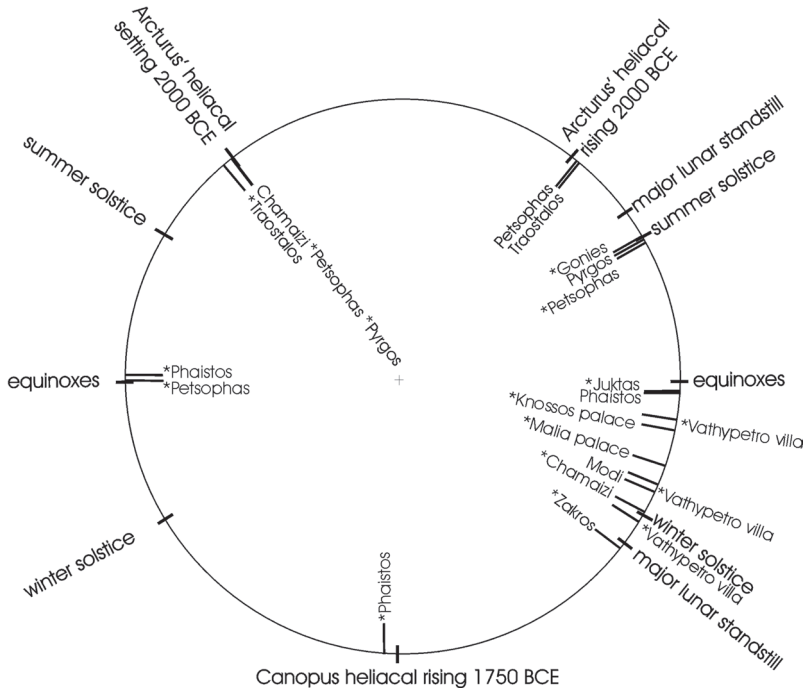 Arcturus' heliacal
setting 2000 BCE
Arcturus' heliacal
rising 2000 BCE
major lunar standstill
summer solstice
summer solstice
Chamaizi *Petsophas *Pyrgos
*Traostalos
Petsophas
Traostalos
*Gonies
Pyrgos
*Petsophas
equinoxes
*Phaistos
*Petsophas
equinoxes
*Juktas
Phaistos
*Knossos palace
*Vathypetro villa
*Malia palace
Modi
*Vathypetro villa
*Chamaizi
winter solstice
*Vathypetro villa
*Zakros
major lunar standstill
winter solstice
*Phaistos
Canopus heliacal rising 1750 BCE